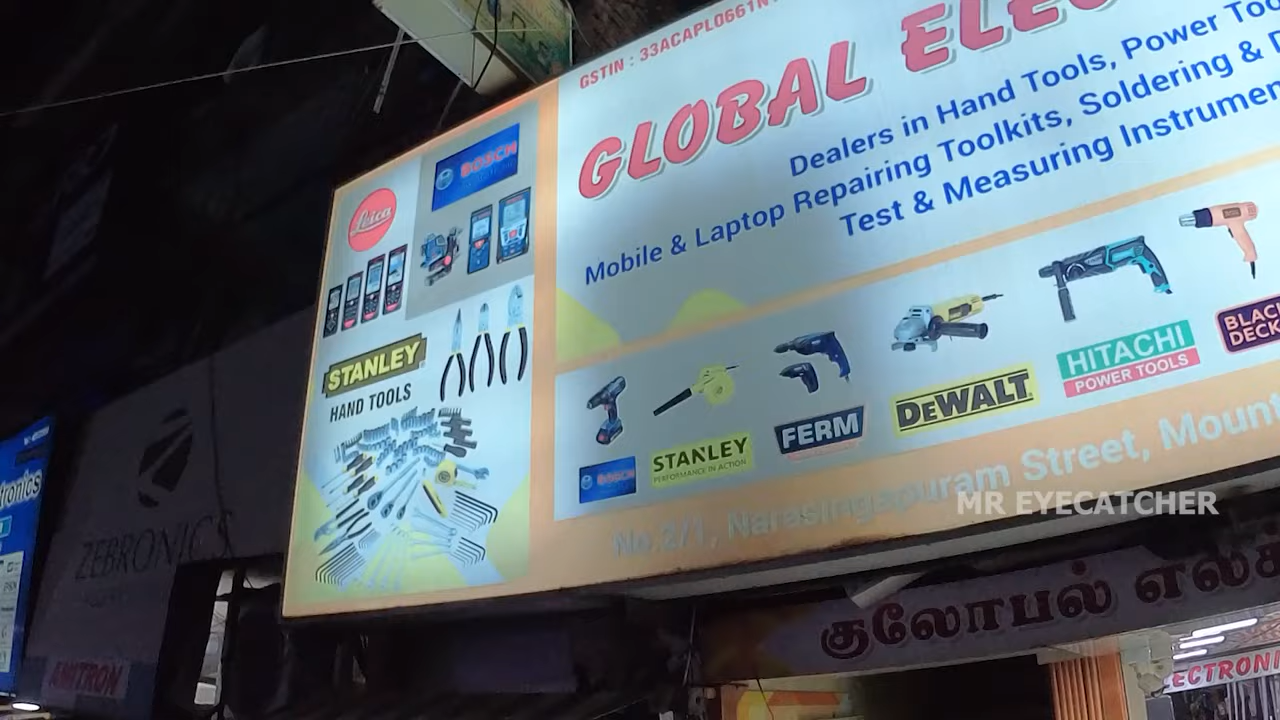 GSTIN : 33ACAPL0661N
GLOBAL ELE
Dealers in Hand Tools, Power Too
Mobile & Laptop Repairing Toolkits, Soldering & D
Test & Measuring Instrumen
Leica
BOSCH
STANLEY
HAND TOOLS
BOSCH
STANLEY
PERFORMANCE IN ACTION
FERM
DEWALT
HITACHI
POWER TOOLS
BLACK
DECK
No.2/1, Narasingapuram Street, Mount
MR EYECATCHER
குலோபல் எலக்
ECTRONI
ZEBRONICS
tronics